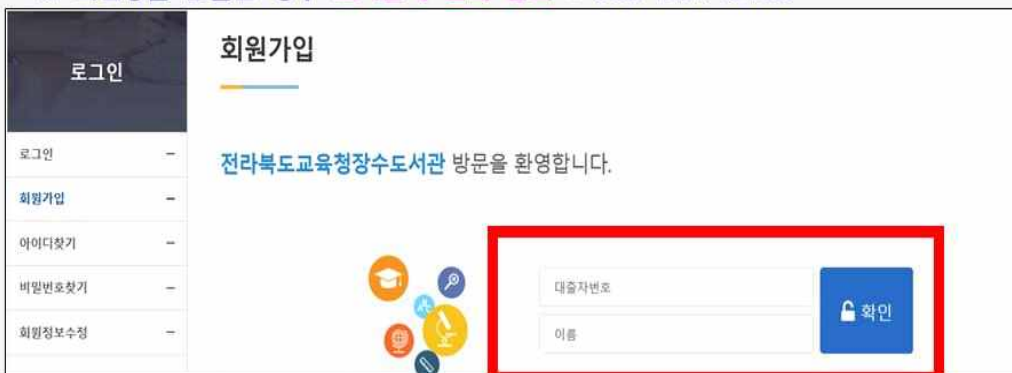 로그인
회원가입
로그인
회원가입
아이디찾기
비밀번호찾기
회원정보수정
전라북도교육청장수도서관 방문을 환영합니다.
대출자번호
이름
확인